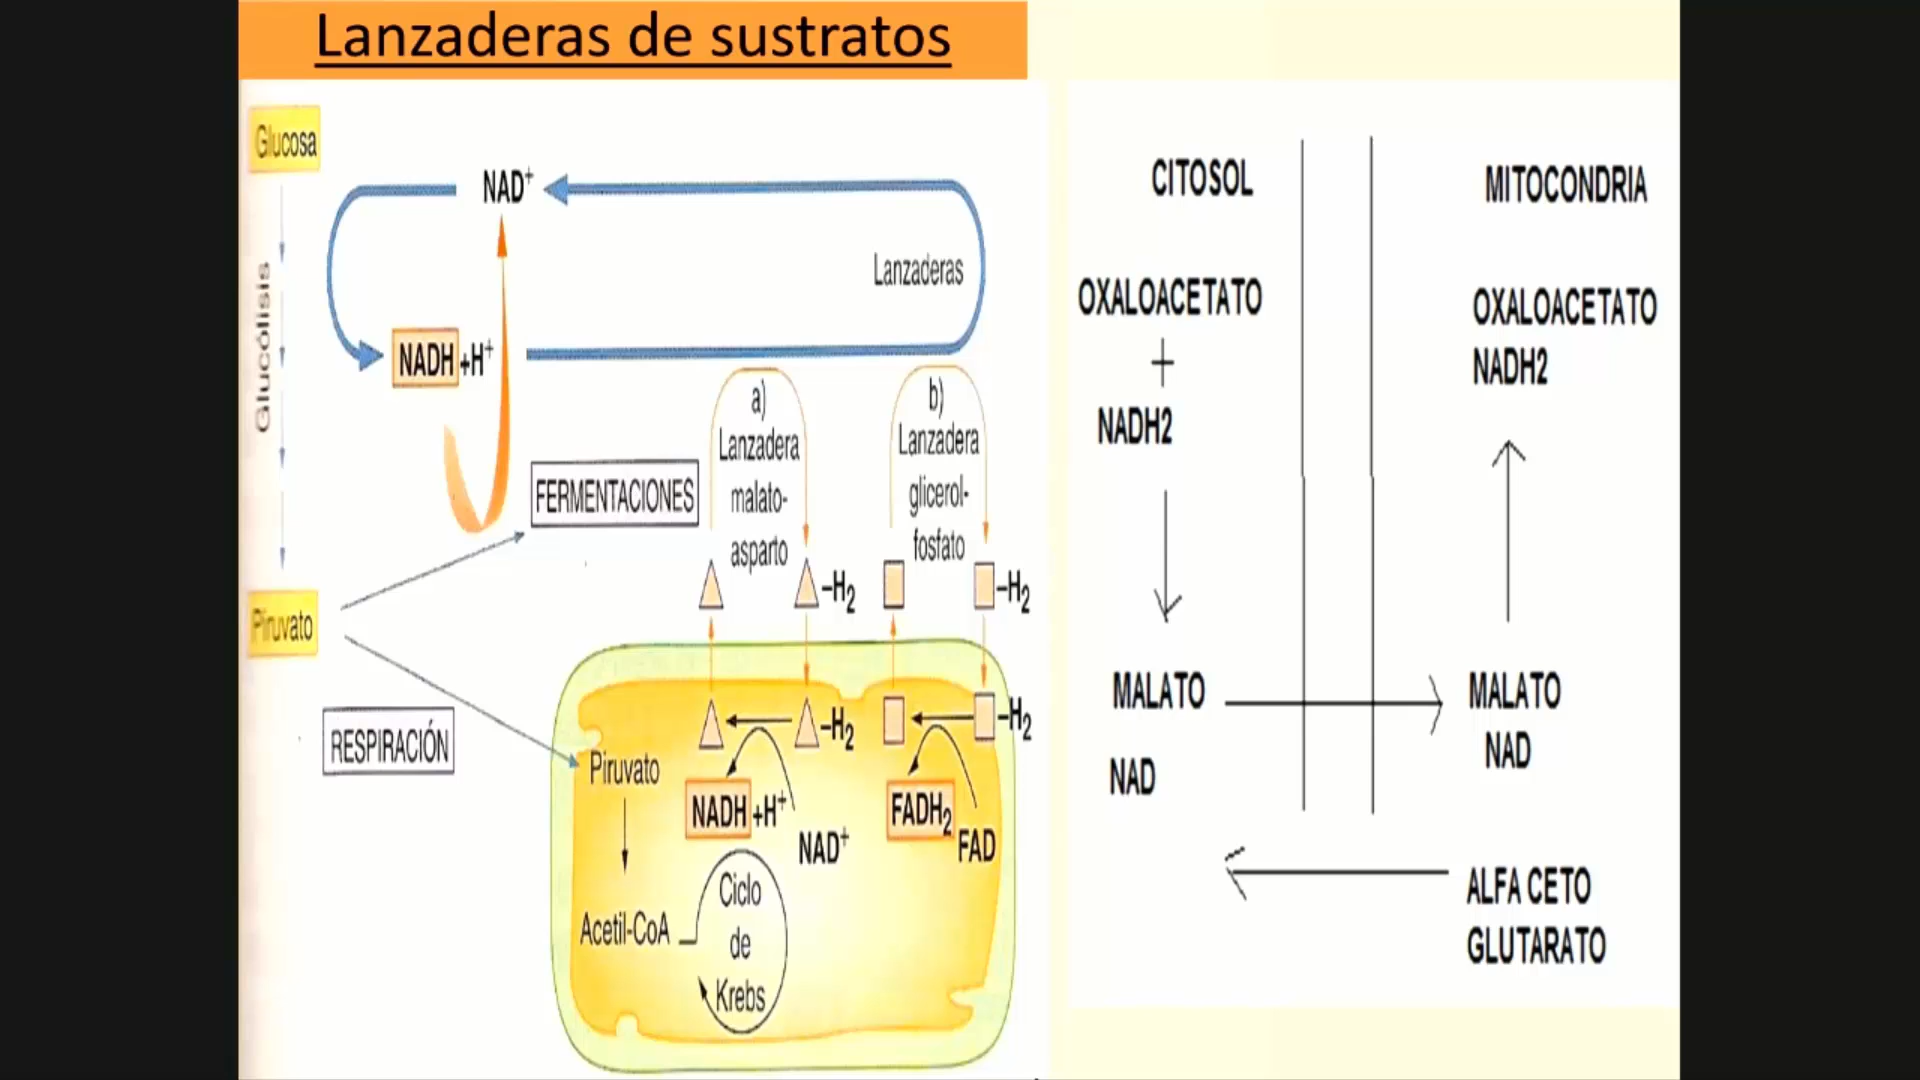 Lanzaderas de sustratos
Glucosa
Glucólisis
Piruvato
NAD⁺
NADH +H⁺
Lanzaderas
FERMENTACIONES
RESPIRACIÓN
a)
Lanzadera
malato-
asparto
b)
Lanzadera
glicerol-
fosfato
–H₂
–H₂
–H₂
–H₂
Piruvato
NADH +H⁺
NAD⁺
FADH₂
FAD
Acetil-CoA
Ciclo
de
Krebs
CITOSOL
OXALOACETATO
+
NADH2
MALATO
NAD
MITOCONDRIA
OXALOACETATO
NADH2
MALATO
NAD
ALFA CETO
GLUTARATO